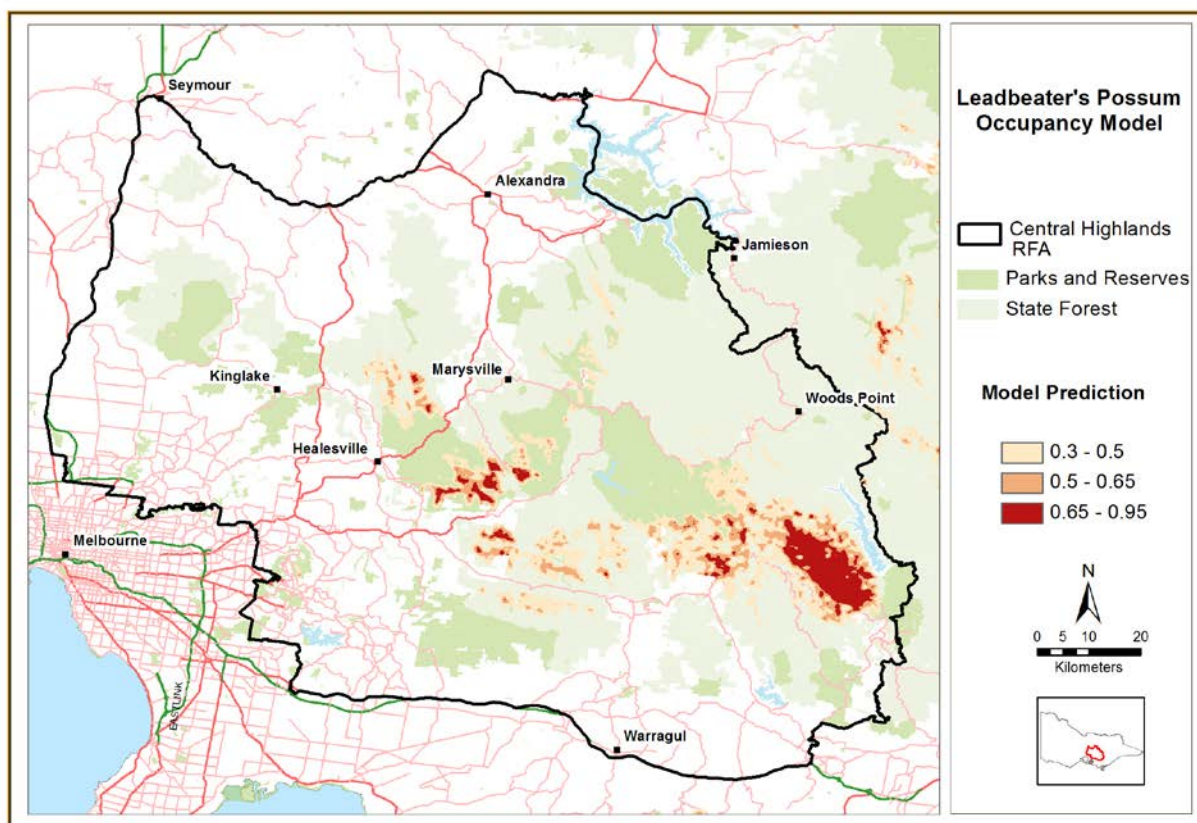 Seymour
Alexandra
Jamieson
Kinglake
Marysville
Woods Point
Healesville
Melbourne
EASTLINK
Warragul
Leadbeater's Possum
Occupancy Model
Central Highlands
RFA
Parks and Reserves
State Forest
Model Prediction
0.3 - 0.5
0.5 - 0.65
0.65 - 0.95
N
0 5 10 20
Kilometers